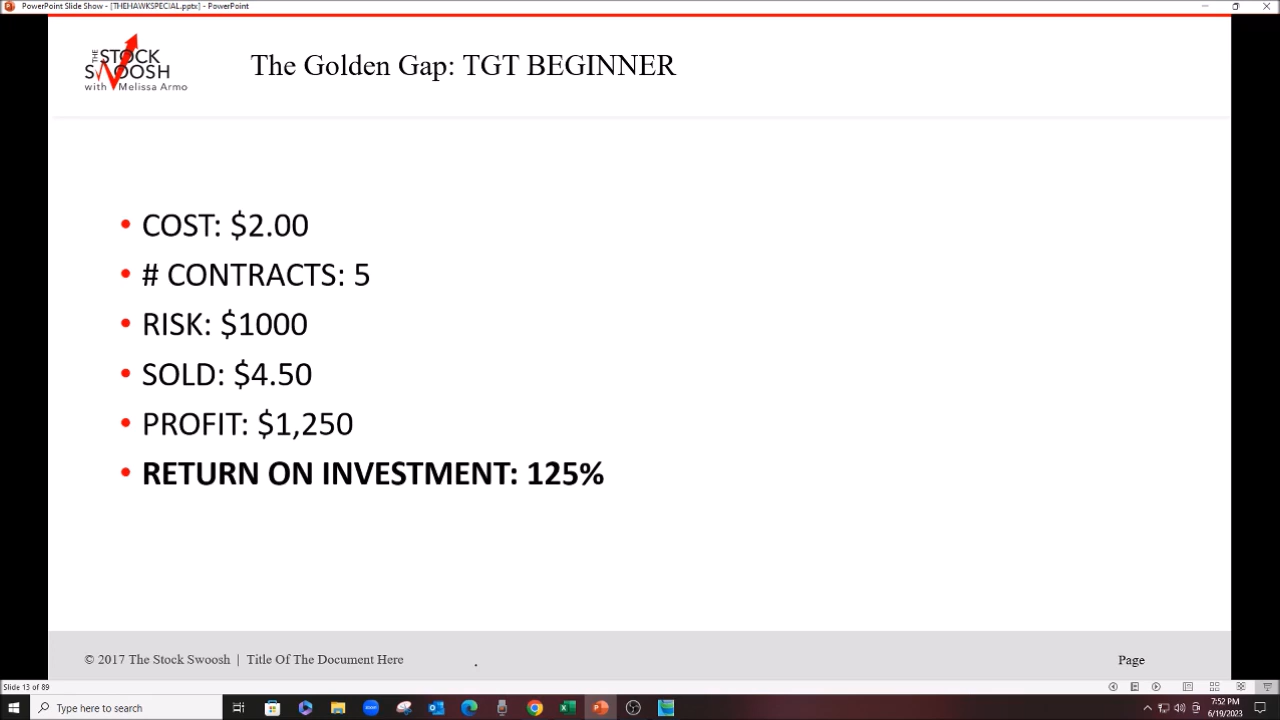 PowerPoint Slide Show - [THEHAWKSPECIAL.pptx] - PowerPoint
THE
STOCK
SWOOSH
with Melissa Armo
The Golden Gap: TGT BEGINNER
• COST: $2.00
• # CONTRACTS: 5
• RISK: $1000
• SOLD: $4.50
• PROFIT: $1,250
• RETURN ON INVESTMENT: 125%
© 2017 The Stock Swoosh | Title Of The Document Here
.
Page
Slide 13 of 89
Type here to search
7:52 PM
6/19/2023